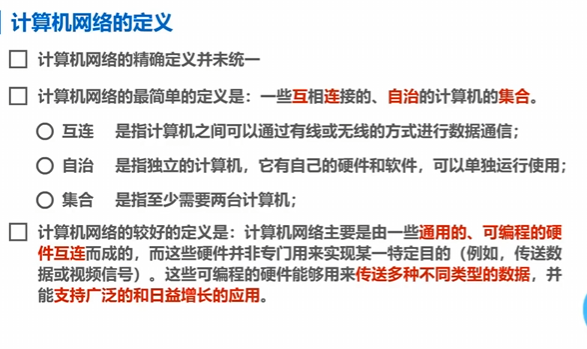 计算机网络的定义
计算机网络的精确定义并未统一
计算机网络的最简单的定义是：一些互相连接的、自治的计算机的集合。
互连 是指计算机之间可以通过有线或无线的方式进行数据通信；
自治 是指独立的计算机，它有自己的硬件和软件，可以单独运行使用；
集合 是指至少需要两台计算机；
计算机网络的较好的定义是：计算机网络主要是由一些通用的、可编程的硬
件互连而成的，而这些硬件并非专门用来实现某一特定目的（例如，传送数
据或视频信号）。这些可编程的硬件能够用来传送多种不同类型的数据，并
能支持广泛的和日益增长的应用。